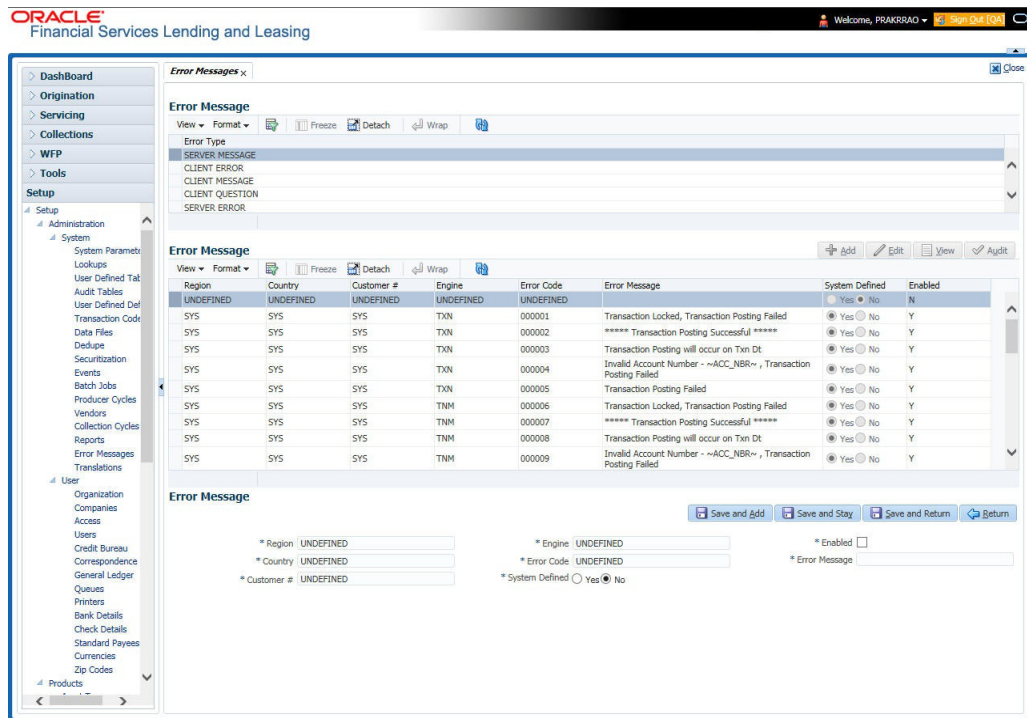 ORACLE®
Financial Services Lending and Leasing
Welcome, PRAKRRAO
Sign Out [QA]
Close
DashBoard
Origination
Servicing
Collections
WFP
Tools
Setup
Setup
Administration
System
System Paramete
Lookups
User Defined Tab
Audit Tables
User Defined Def
Transaction Code
Data Files
Dedupe
Securitization
Events
Batch Jobs
Producer Cycles
Vendors
Collection Cycles
Reports
Error Messages
Translations
User
Organization
Companies
Access
Users
Credit Bureau
Correspondence
General Ledger
Queues
Printers
Bank Details
Check Details
Standard Payees
Currencies
Zip Codes
Products
Error Messages x
Error Message
View Format Freeze Detach Wrap
Error Type
SERVER MESSAGE
CLIENT ERROR
CLIENT MESSAGE
CLIENT QUESTION
SERVER ERROR
Error Message
Add Edit View Audit
View Format Freeze Detach Wrap
Region Country Customer # Engine Error Code Error Message System Defined Enabled
UNDEFINED UNDEFINED UNDEFINED UNDEFINED UNDEFINED Yes No N
SYS SYS SYS TXN 000001 Transaction Locked, Transaction Posting Failed Yes No Y
SYS SYS SYS TXN 000002 ***** Transaction Posting Successful ***** Yes No Y
SYS SYS SYS TXN 000003 Transaction Posting will occur on Txn Dt Yes No Y
SYS SYS SYS TXN 000004 Invalid Account Number - ~ACC_NBR~ , Transaction Posting Failed Yes No Y
SYS SYS SYS TXN 000005 Transaction Posting Failed Yes No Y
SYS SYS SYS TNM 000006 Transaction Locked, Transaction Posting Failed Yes No Y
SYS SYS SYS TNM 000007 ***** Transaction Posting Successful ***** Yes No Y
SYS SYS SYS TNM 000008 Transaction Posting will occur on Txn Dt Yes No Y
SYS SYS SYS TNM 000009 Invalid Account Number - ~ACC_NBR~ , Transaction Posting Failed Yes No Y
Error Message
Save and Add Save and Stay Save and Return Return
* Region UNDEFINED * Engine UNDEFINED * Enabled
* Country UNDEFINED * Error Code UNDEFINED * Error Message
* Customer # UNDEFINED * System Defined Yes No